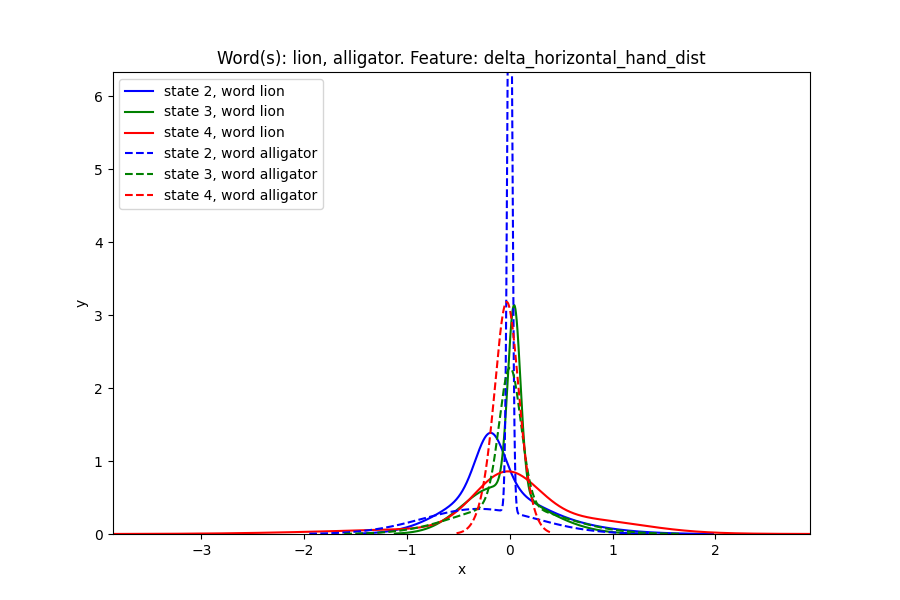 Word(s): lion, alligator. Feature: delta_horizontal_hand_dist
state 2, word lion
state 3, word lion
state 4, word lion
state 2, word alligator
state 3, word alligator
state 4, word alligator
6
5
4
3
2
1
0
y
−3 −2 −1 0 1 2
x